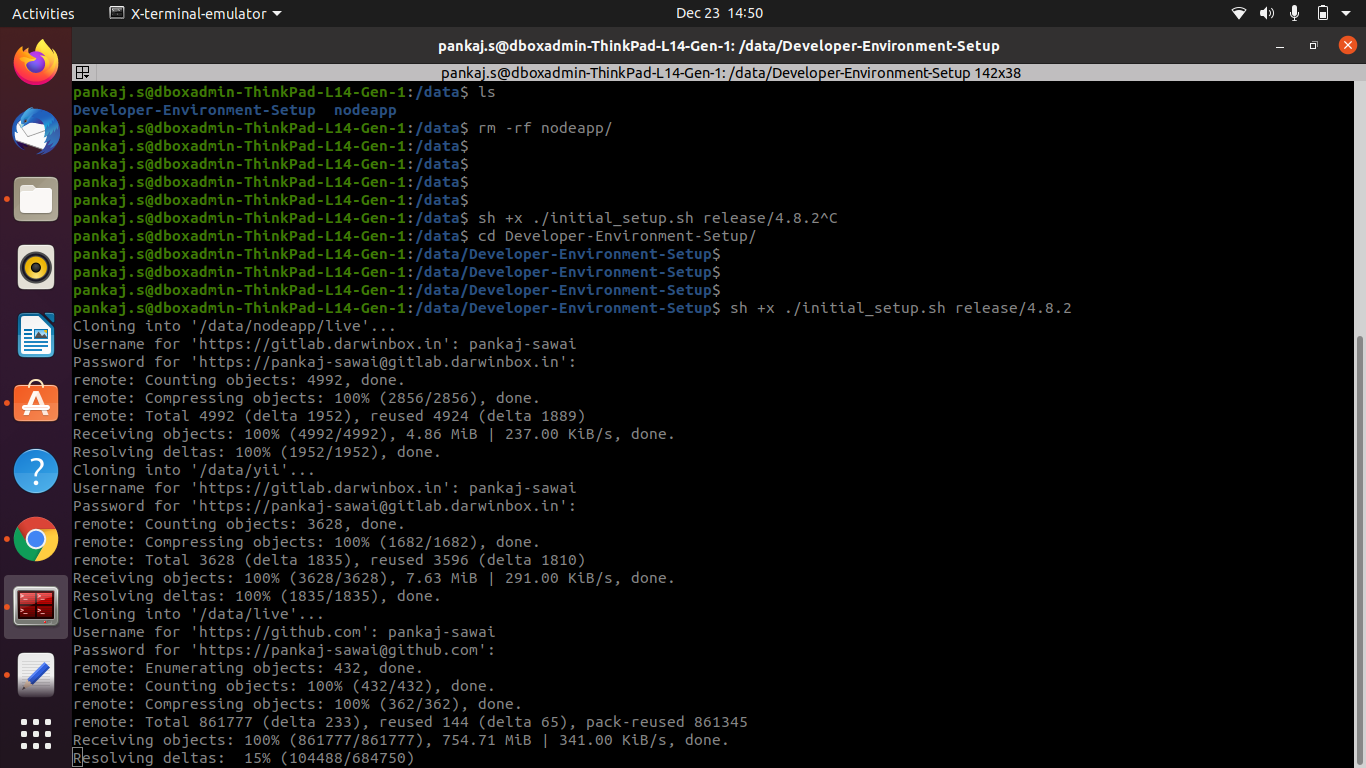 Activities X-terminal-emulator Dec 23 14:50
pankaj.s@dboxadmin-ThinkPad-L14-Gen-1: /data/Developer-Environment-Setup
pankaj.s@dboxadmin-ThinkPad-L14-Gen-1: /data/Developer-Environment-Setup 142x38
pankaj.s@dboxadmin-ThinkPad-L14-Gen-1:/data$ ls
Developer-Environment-Setup  nodeapp
pankaj.s@dboxadmin-ThinkPad-L14-Gen-1:/data$ rm -rf nodeapp/
pankaj.s@dboxadmin-ThinkPad-L14-Gen-1:/data$
pankaj.s@dboxadmin-ThinkPad-L14-Gen-1:/data$
pankaj.s@dboxadmin-ThinkPad-L14-Gen-1:/data$
pankaj.s@dboxadmin-ThinkPad-L14-Gen-1:/data$
pankaj.s@dboxadmin-ThinkPad-L14-Gen-1:/data$ sh +x ./initial_setup.sh release/4.8.2^C
pankaj.s@dboxadmin-ThinkPad-L14-Gen-1:/data$ cd Developer-Environment-Setup/
pankaj.s@dboxadmin-ThinkPad-L14-Gen-1:/data/Developer-Environment-Setup$
pankaj.s@dboxadmin-ThinkPad-L14-Gen-1:/data/Developer-Environment-Setup$
pankaj.s@dboxadmin-ThinkPad-L14-Gen-1:/data/Developer-Environment-Setup$
pankaj.s@dboxadmin-ThinkPad-L14-Gen-1:/data/Developer-Environment-Setup$ sh +x ./initial_setup.sh release/4.8.2
Cloning into '/data/nodeapp/live'...
Username for 'https://gitlab.darwinbox.in': pankaj-sawai
Password for 'https://pankaj-sawai@gitlab.darwinbox.in':
remote: Counting objects: 4992, done.
remote: Compressing objects: 100% (2856/2856), done.
remote: Total 4992 (delta 1952), reused 4924 (delta 1889)
Receiving objects: 100% (4992/4992), 4.86 MiB | 237.00 KiB/s, done.
Resolving deltas: 100% (1952/1952), done.
Cloning into '/data/yii'...
Username for 'https://gitlab.darwinbox.in': pankaj-sawai
Password for 'https://pankaj-sawai@gitlab.darwinbox.in':
remote: Counting objects: 3628, done.
remote: Compressing objects: 100% (1682/1682), done.
remote: Total 3628 (delta 1835), reused 3596 (delta 1810)
Receiving objects: 100% (3628/3628), 7.63 MiB | 291.00 KiB/s, done.
Resolving deltas: 100% (1835/1835), done.
Cloning into '/data/live'...
Username for 'https://github.com': pankaj-sawai
Password for 'https://pankaj-sawai@github.com':
remote: Enumerating objects: 432, done.
remote: Counting objects: 100% (432/432), done.
remote: Compressing objects: 100% (362/362), done.
remote: Total 861777 (delta 233), reused 144 (delta 65), pack-reused 861345
Receiving objects: 100% (861777/861777), 754.71 MiB | 341.00 KiB/s, done.
Resolving deltas:  15% (104488/684750)